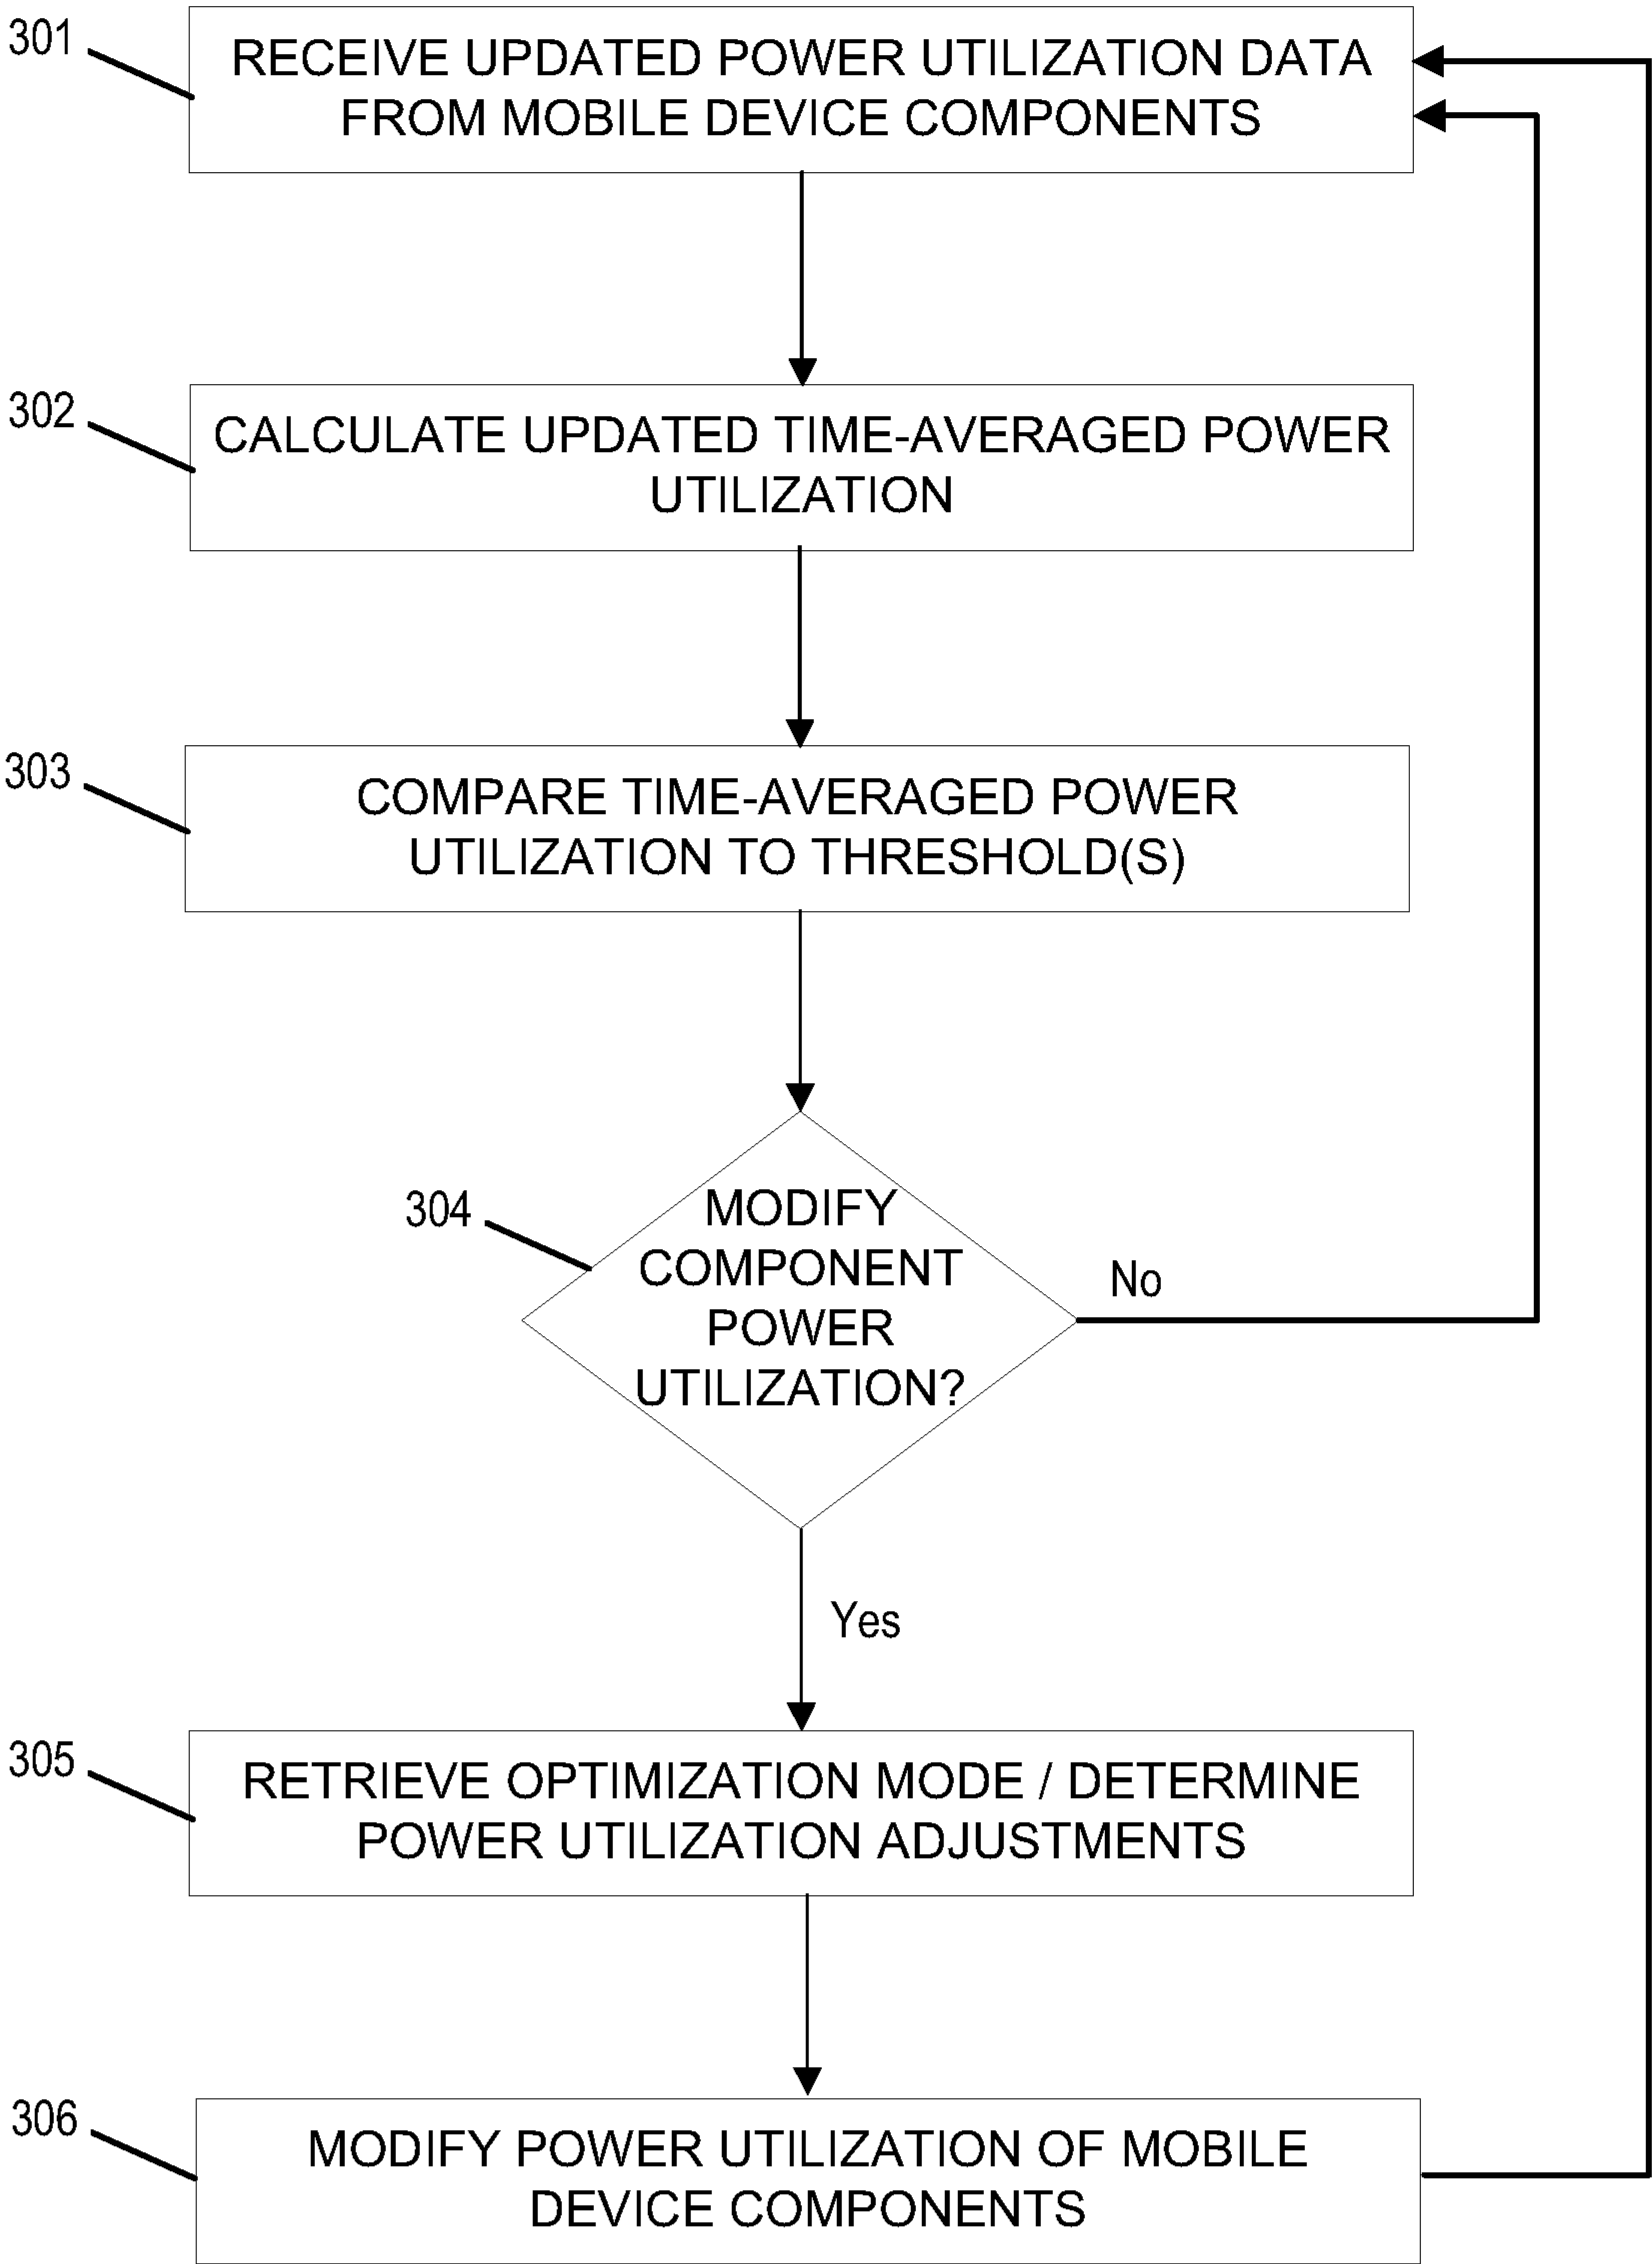 301
RECEIVE UPDATED POWER UTILIZATION DATA
FROM MOBILE DEVICE COMPONENTS
302
CALCULATE UPDATED TIME-AVERAGED POWER
UTILIZATION
303
COMPARE TIME-AVERAGED POWER
UTILIZATION TO THRESHOLD(S)
304
MODIFY
COMPONENT
POWER
UTILIZATION?
No
Yes
305
RETRIEVE OPTIMIZATION MODE / DETERMINE
POWER UTILIZATION ADJUSTMENTS
306
MODIFY POWER UTILIZATION OF MOBILE
DEVICE COMPONENTS